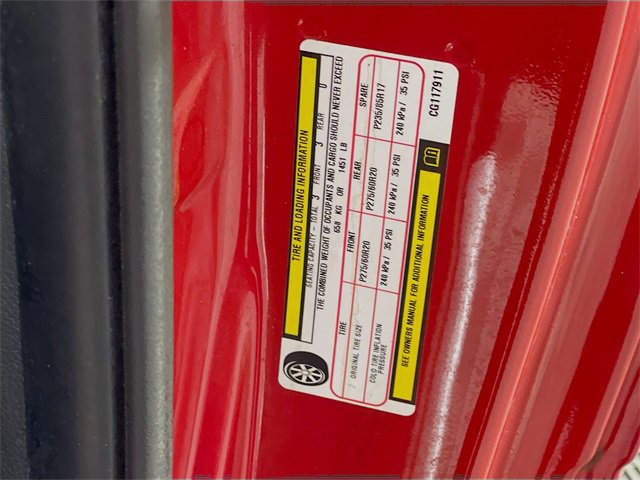 TIRE AND LOADING INFORMATION
SEATING CAPACITY - TOTAL 3 FRONT 3 REAR 0
THE COMBINED WEIGHT OF OCCUPANTS AND CARGO SHOULD NEVER EXCEED
658 KG OR 1451 LB
TIRE FRONT REAR SPARE
ORIGINAL TIRE SIZE P275/60R20 P275/60R20 P235/85R17
COLD TIRE INFLATION PRESSURE 240 kPa / 35 PSI 240 kPa / 35 PSI 240 kPa / 35 PSI
SEE OWNERS MANUAL FOR ADDITIONAL INFORMATION
CG117911